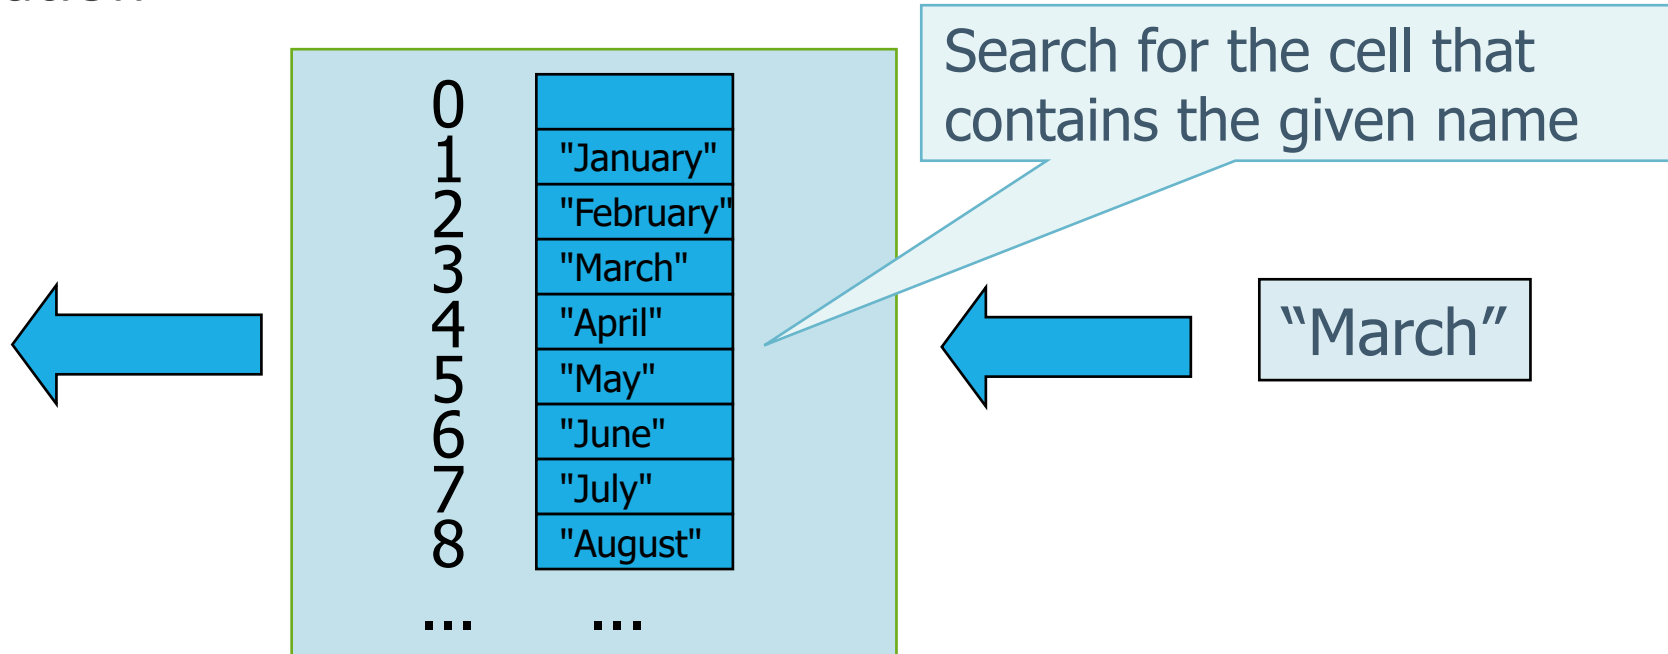 Search for the cell that
contains the given name
0
1 "January"
2 "February"
3 "March"
4 "April"
5 "May"
6 "June"
7 "July"
8 "August"
... ...
“March”